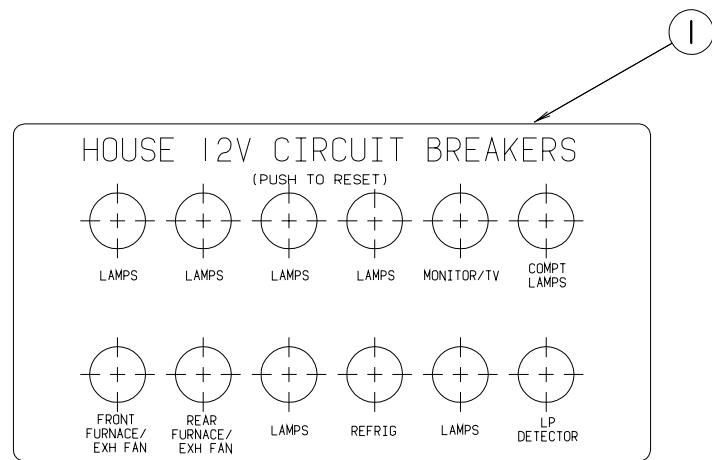 1
HOUSE 12V CIRCUIT BREAKERS
(PUSH TO RESET)
LAMPS LAMPS LAMPS LAMPS MONITOR/TV COMPT
LAMPS
FRONT
FURNACE/
EXH FAN
REAR
FURNACE/
EXH FAN
LAMPS REFRIG LAMPS LP
DETECTOR